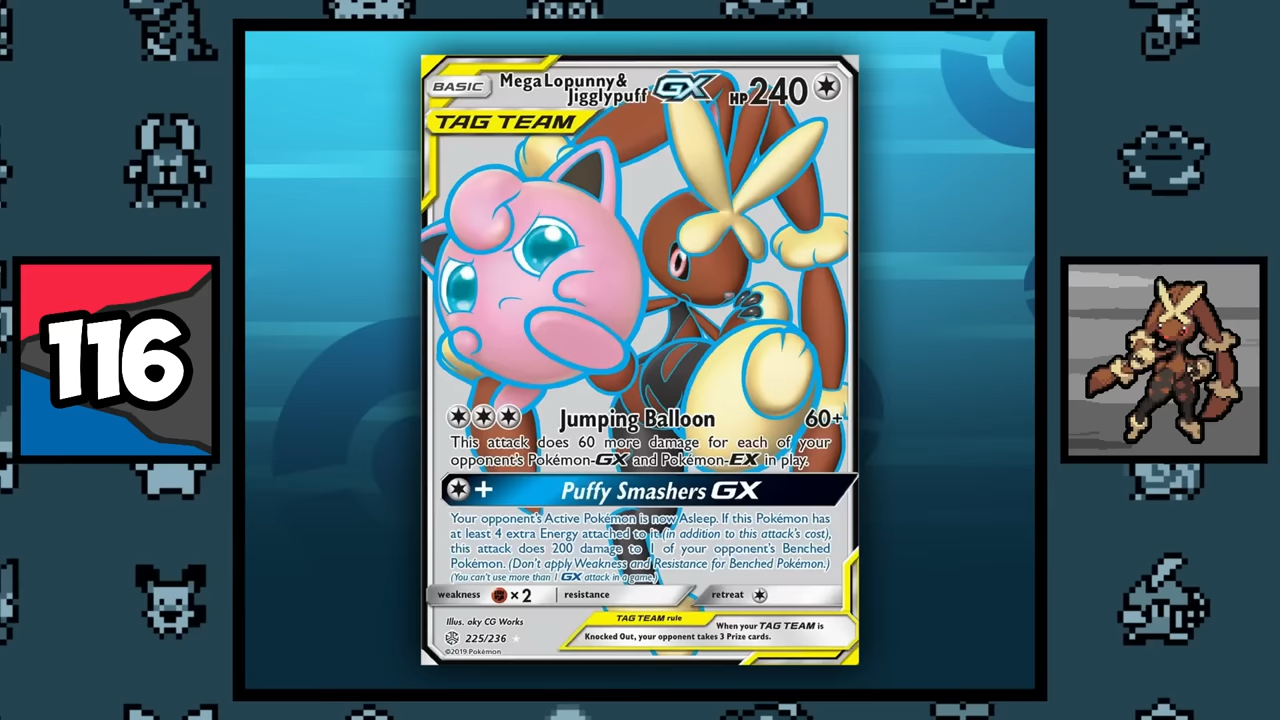 BASIC Mega Lopunny & Jigglypuff GX HP 240
TAG TEAM
116
Jumping Balloon 60+
This attack does 60 more damage for each of your
opponent's Pokémon-GX and Pokémon-EX in play.
+ Puffy Smashers GX
Your opponent's Active Pokémon is now Asleep. If this Pokémon has
at least 4 extra Energy attached to it (in addition to this attack's cost),
this attack does 200 damage to 1 of your opponent's Benched
Pokémon. (Don't apply Weakness and Resistance for Benched Pokémon.)
(You can't use more than 1 GX attack in a game.)
weakness ×2 resistance retreat
Illus. aky CG Works
225/236
©2019 Pokémon
TAG TEAM rule
When your TAG TEAM is
Knocked Out, your opponent takes 3 Prize cards.